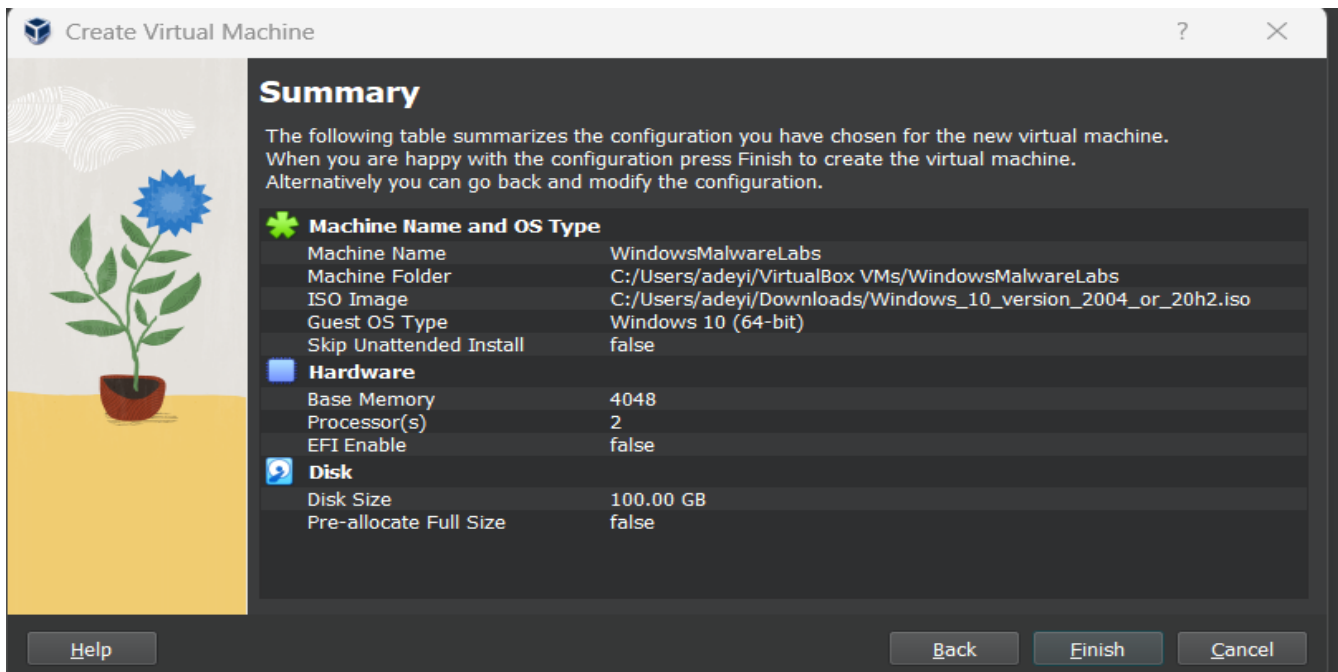 Create Virtual Machine ?
Summary
The following table summarizes the configuration you have chosen for the new virtual machine.
When you are happy with the configuration press Finish to create the virtual machine.
Alternatively you can go back and modify the configuration.
Machine Name and OS Type
Machine Name WindowsMalwareLabs
Machine Folder C:/Users/adeyi/VirtualBox VMs/WindowsMalwareLabs
ISO Image C:/Users/adeyi/Downloads/Windows_10_version_2004_or_20h2.iso
Guest OS Type Windows 10 (64-bit)
Skip Unattended Install false
Hardware
Base Memory 4048
Processor(s) 2
EFI Enable false
Disk
Disk Size 100.00 GB
Pre-allocate Full Size false
Help Back Finish Cancel